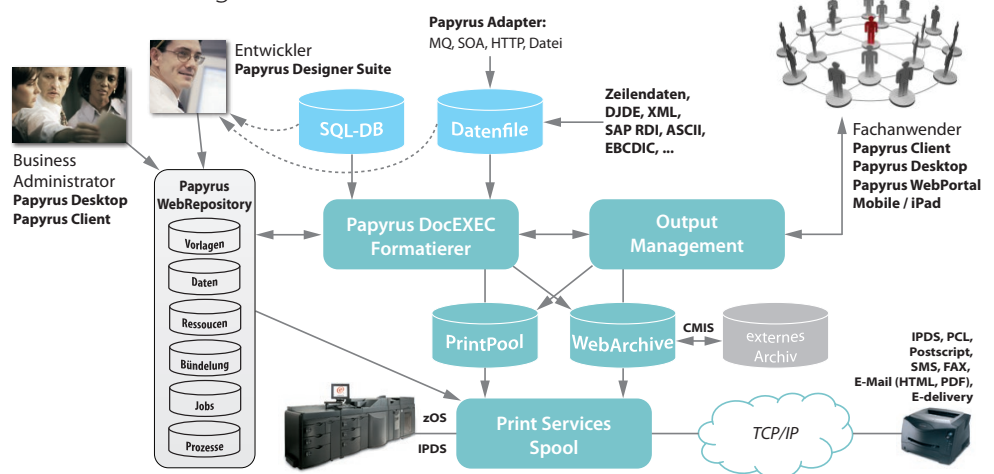 Papyrus Adapter:
MQ, SOA, HTTP, Datei
Entwickler
Papyrus Designer Suite
Business
Administrator
Papyrus Desktop
Papyrus Client
SQL-DB
Datenfile
Zeilendaten,
DJDE, XML,
SAP RDI, ASCII,
EBCDIC, ...
Fachanwender
Papyrus Client
Papyrus Desktop
Papyrus WebPortal
Mobile / iPad
Papyrus
WebRepository
Vorlagen
Daten
Ressoucen
Bündelung
Jobs
Prozesse
Papyrus DocEXEC
Formatierer
Output
Management
PrintPool
WebArchive
CMIS
externes
Archiv
zOS
IPDS
Print Services
Spool
TCP/IP
IPDS, PCL,
Postscript,
SMS, FAX,
E-Mail (HTML, PDF),
E-delivery